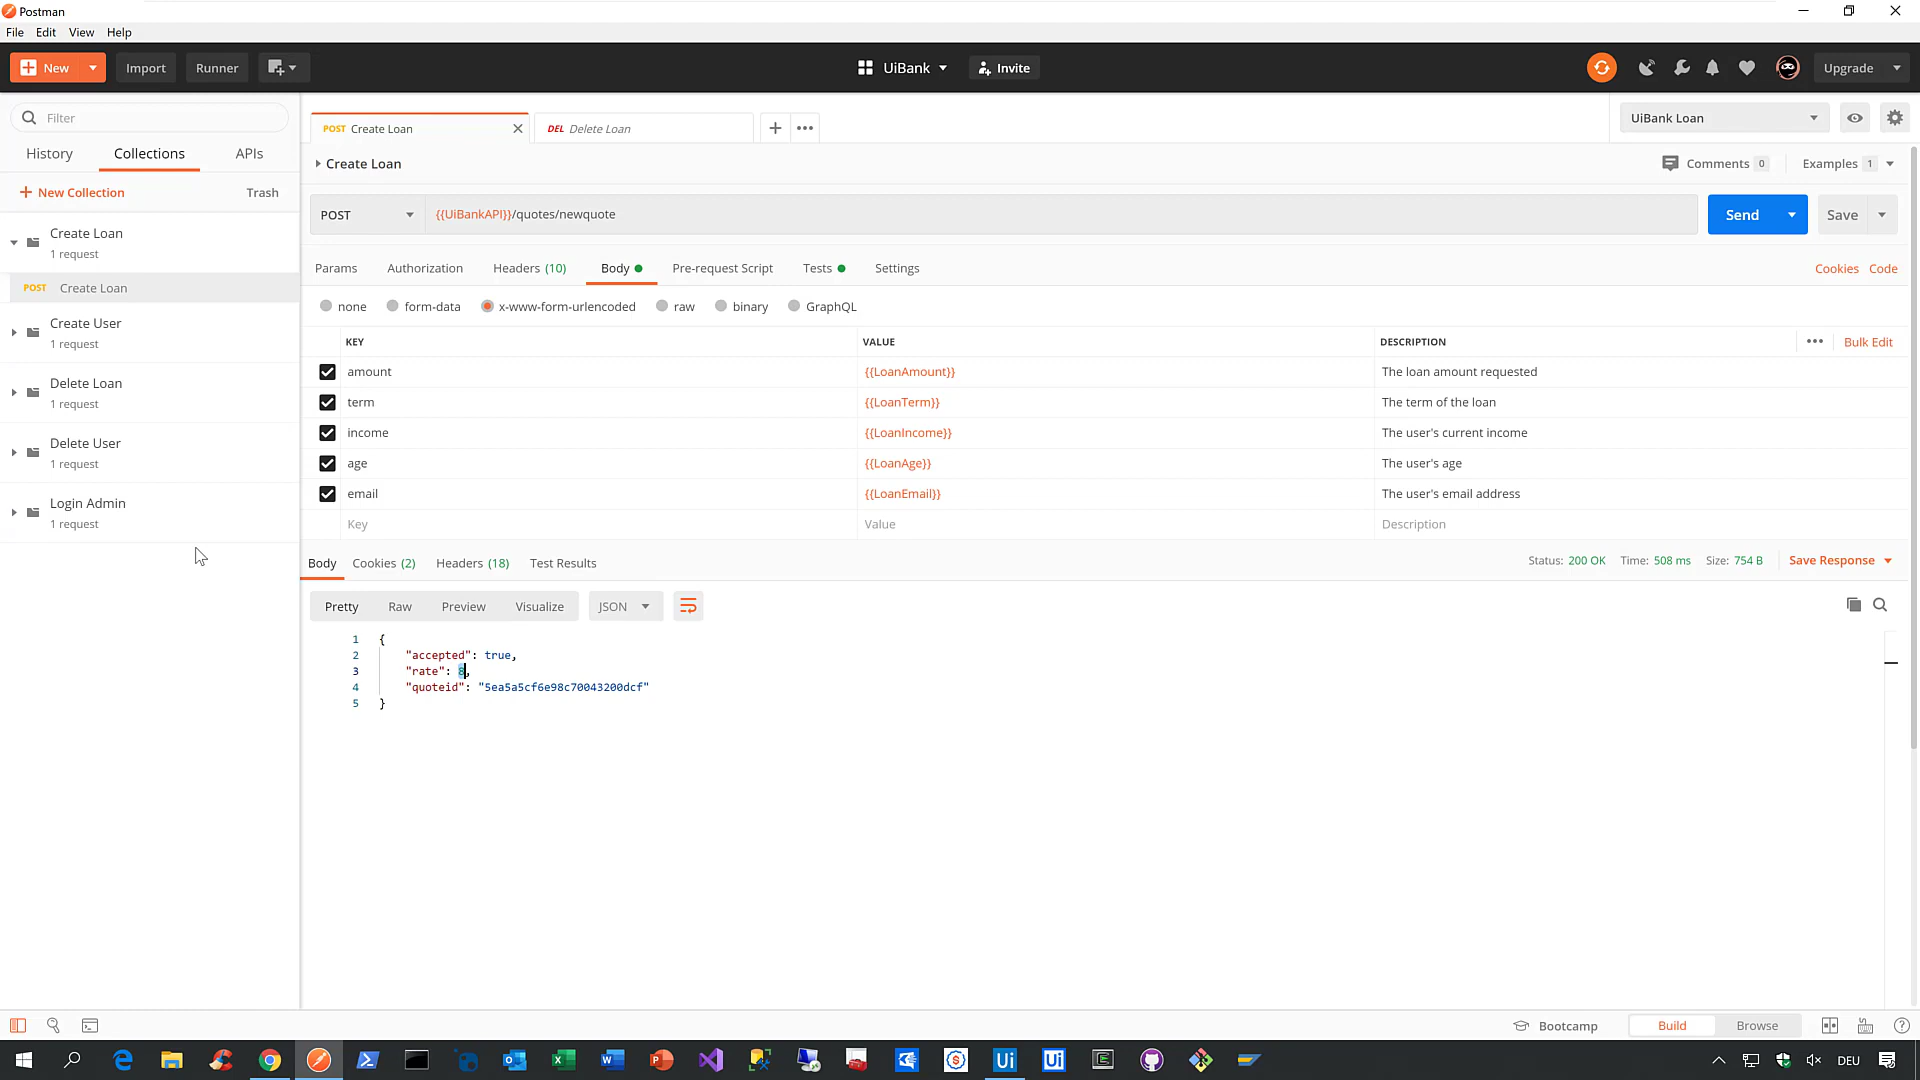 Postman
File Edit View Help
New Import Runner UiBank Invite Upgrade
Filter
History Collections APIs
New Collection Trash
Create Loan
1 request
POST Create Loan
Create User
1 request
Delete Loan
1 request
Delete User
1 request
Login Admin
1 request
POST Create Loan DEL Delete Loan UiBank Loan
Create Loan Comments 0 Examples 1
POST {{UiBankAPI}}/quotes/newquote Send Save
Params Authorization Headers (10) Body Pre-request Script Tests Settings Cookies Code
none form-data x-www-form-urlencoded raw binary GraphQL
KEY VALUE DESCRIPTION Bulk Edit
amount {{LoanAmount}} The loan amount requested
term {{LoanTerm}} The term of the loan
income {{LoanIncome}} The user's current income
age {{LoanAge}} The user's age
email {{LoanEmail}} The user's email address
Key Value Description
Body Cookies (2) Headers (18) Test Results Status: 200 OK Time: 508 ms Size: 754 B Save Response
Pretty Raw Preview Visualize JSON
1 {
2 "accepted": true,
3 "rate": 8,
4 "quoteid": "5ea5a5cf6e98c70043200dcf"
5 }
Bootcamp Build Browse
Ui Ui DEU